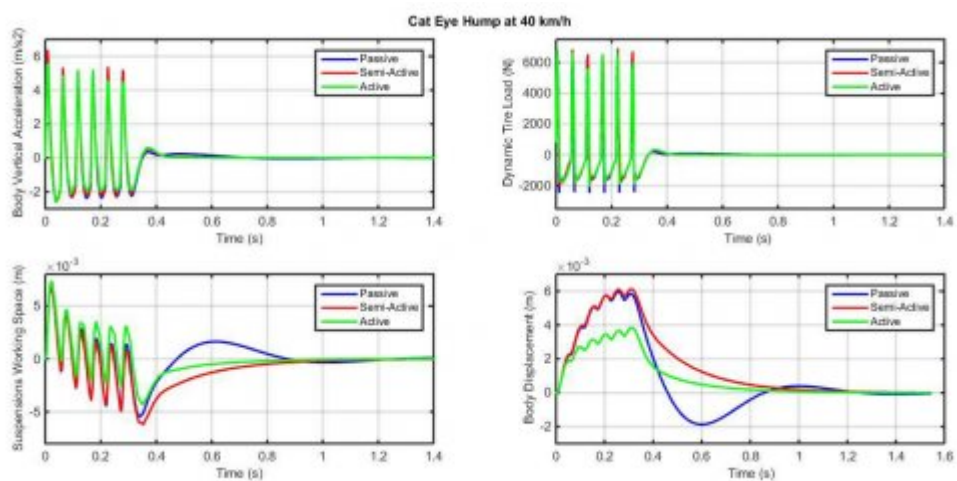 Cat Eye Hump at 40 km/h
Body Vertical Acceleration (m/s2)
6
4
2
0
-2
0 0.2 0.4 0.6 0.8 1 1.2 1.4
Time (s)
Passive
Semi-Active
Active
Dynamic Tire Load (N)
6000
4000
2000
0
-2000
0 0.2 0.4 0.6 0.8 1 1.2 1.4
Time (s)
Passive
Semi-Active
Active
Suspensions Working Space (m)
×10⁻³
5
0
-5
0 0.2 0.4 0.6 0.8 1 1.2 1.4
Time (s)
Passive
Semi-Active
Active
Body Displacement (m)
×10⁻³
6
4
2
0
-2
0 0.2 0.4 0.6 0.8 1 1.2 1.4 1.6
Time (s)
Passive
Semi-Active
Active